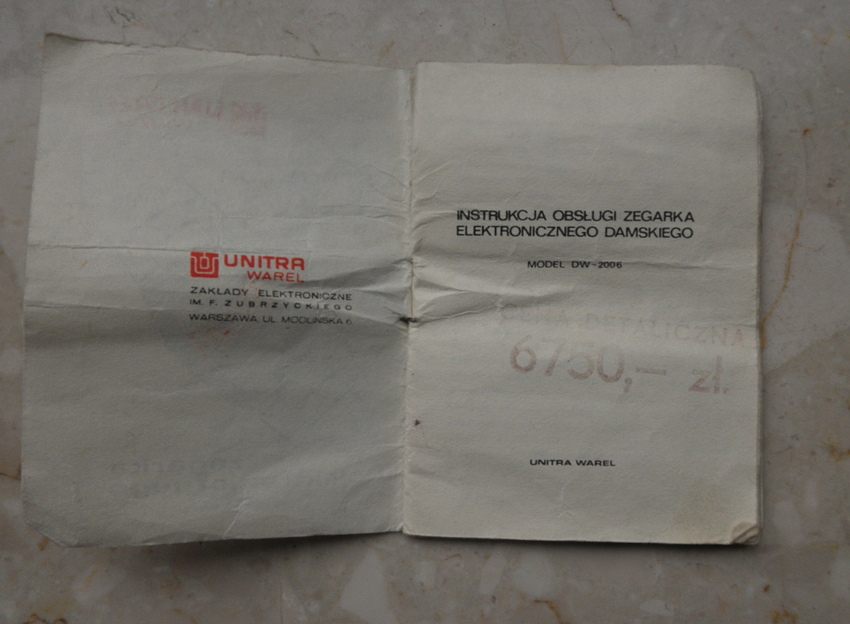 UNITRA
WAREL
ZAKŁADY ELEKTRONICZNE
IM. F. ZUBRZYCKIEGO
WARSZAWA, UL. MODLIŃSKA 6
INSTRUKCJA OBSŁUGI ZEGARKA
ELEKTRONICZNEGO DAMSKIEGO
MODEL DW-2006
CENA DETALICZNA
6750,— zł.
UNITRA WAREL